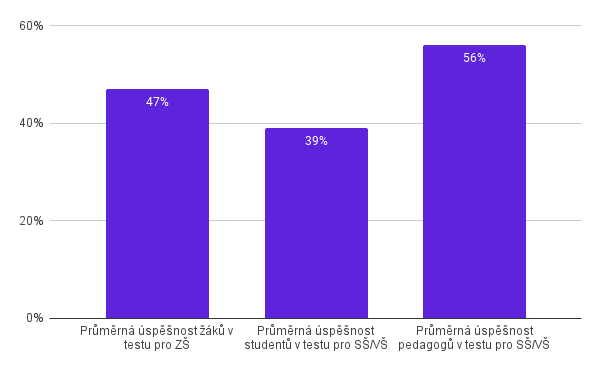 60%
40%
20%
0%
47%
39%
56%
Průměrná úspěšnost žáků v
testu pro ZŠ
Průměrná úspěšnost
studentů v testu pro SŠ/VŠ
Průměrná úspěšnost
pedagogů v testu pro SŠ/VŠ